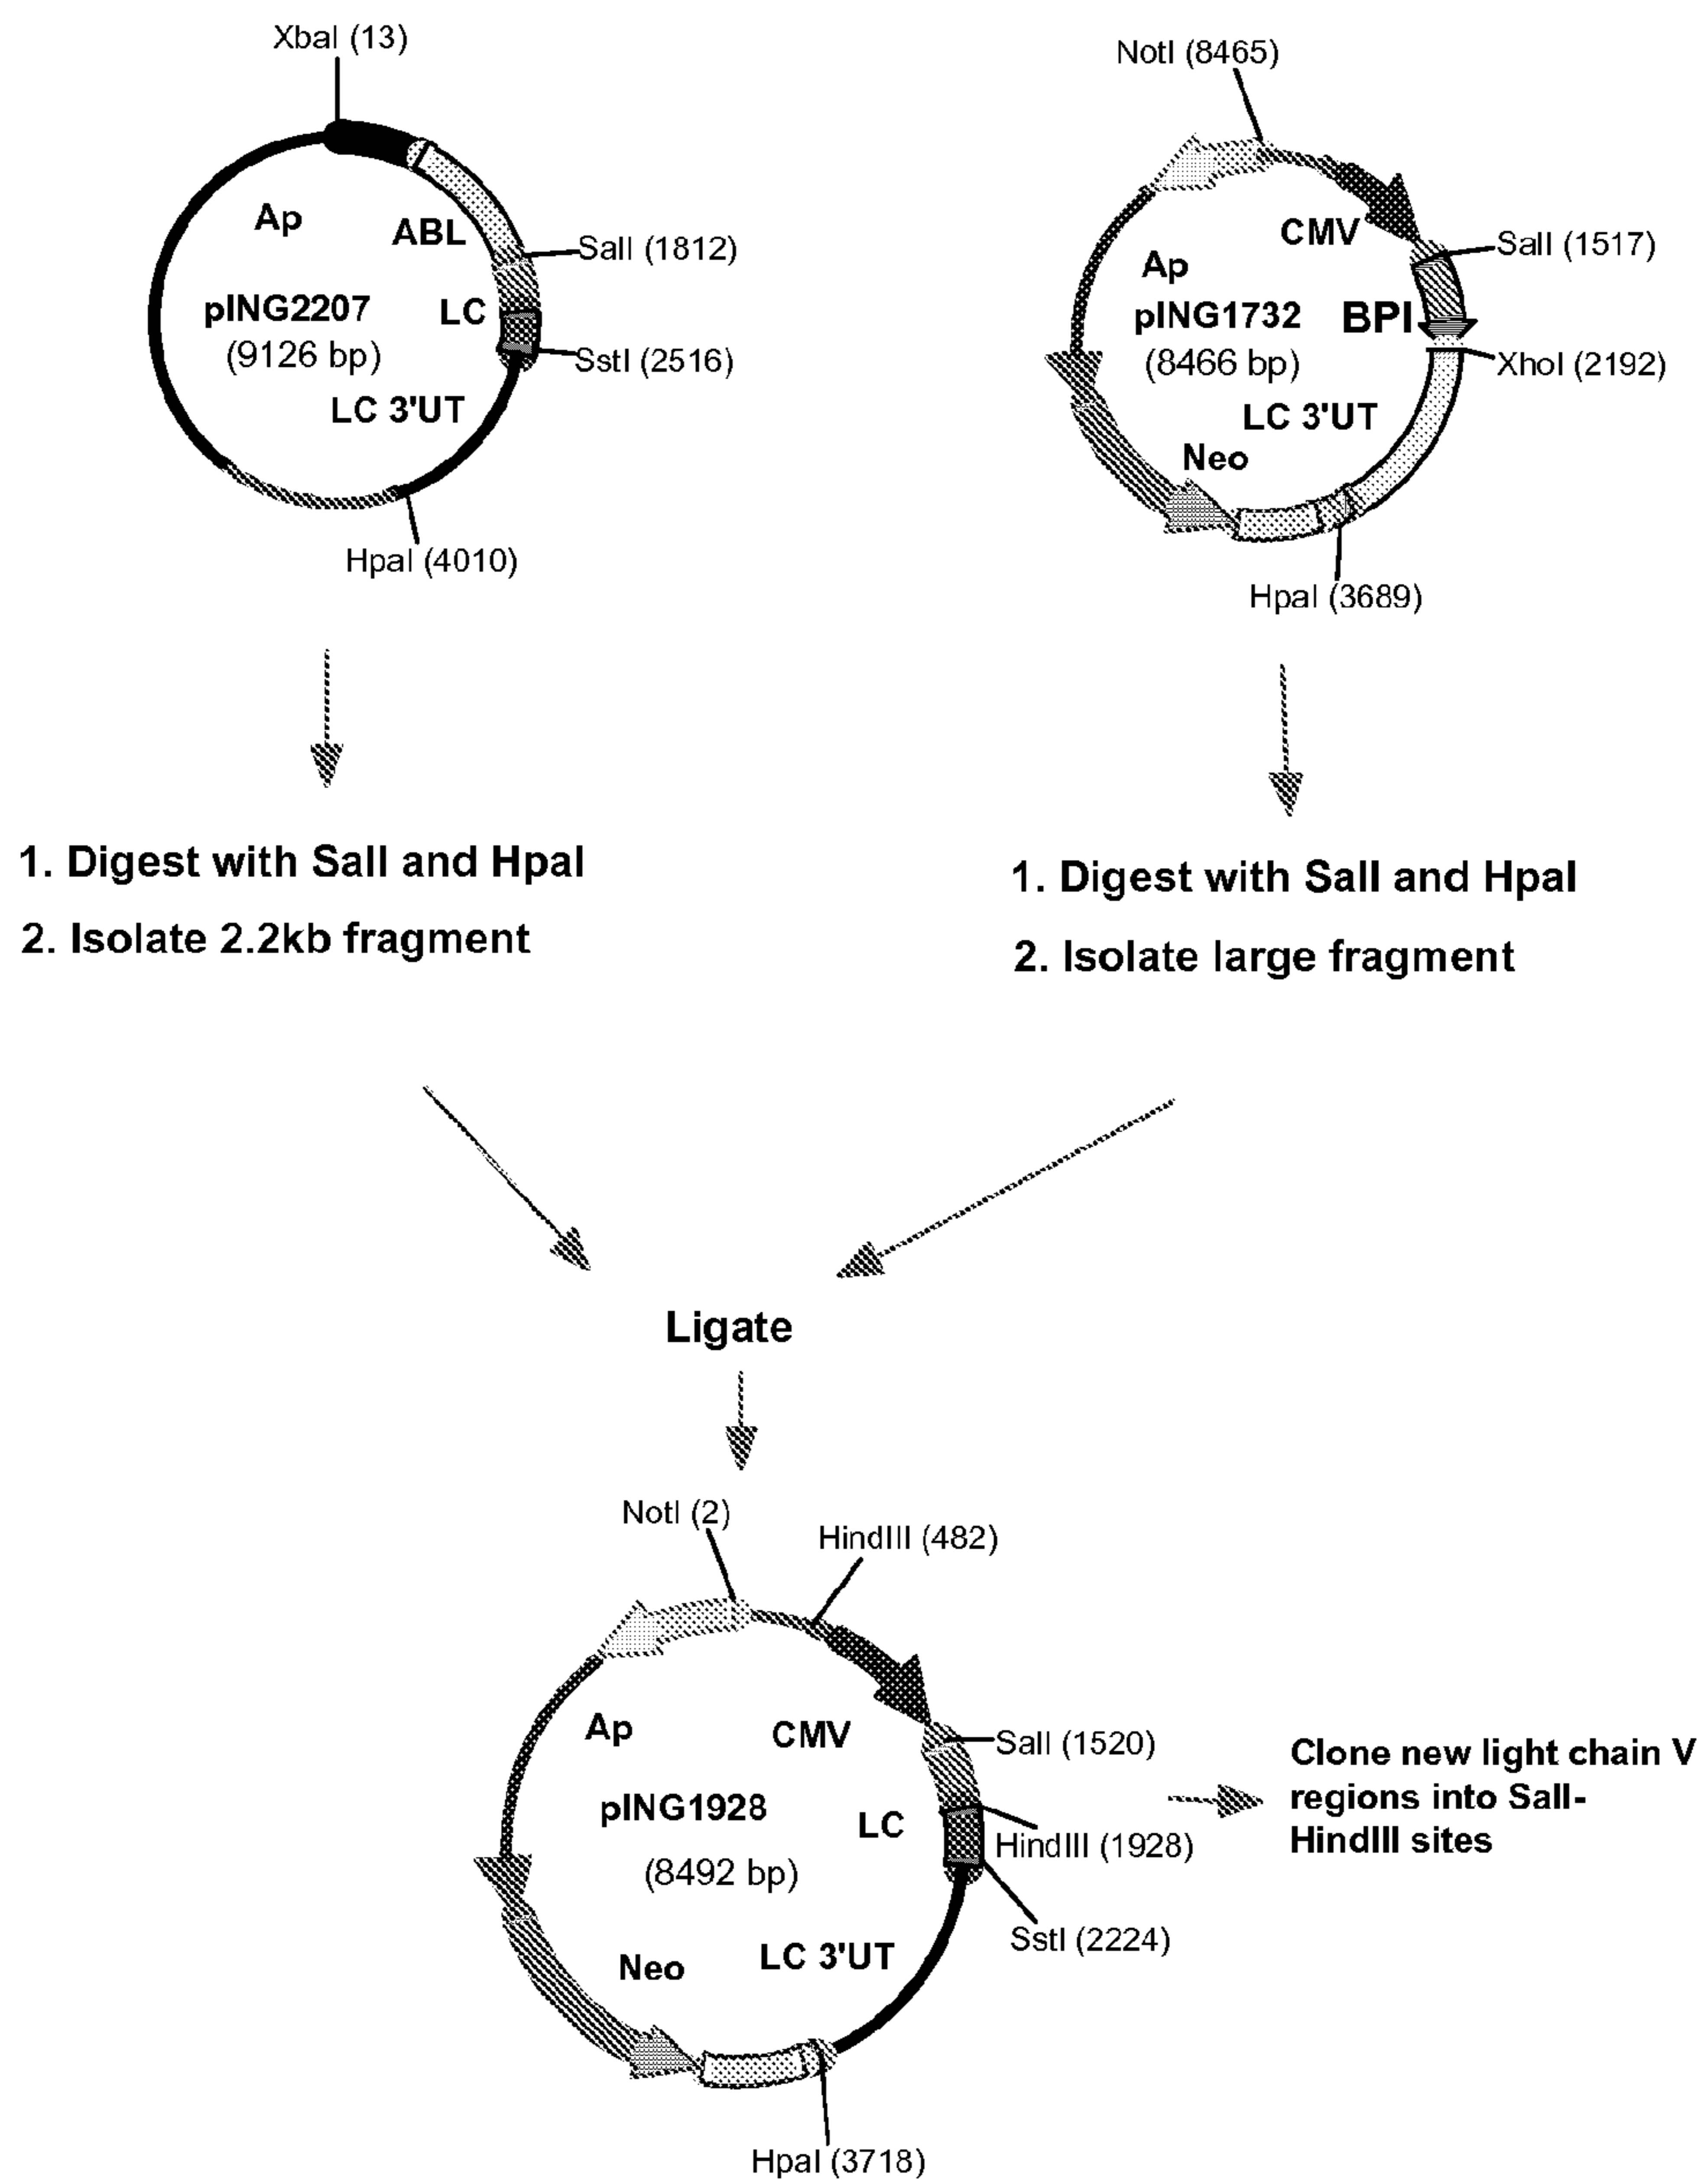 XbaI (13)
Ap
ABL
SalI (1812)
pING2207
LC
(9126 bp)
SstI (2516)
LC 3'UT
HpaI (4010)
NotI (8465)
CMV
SalI (1517)
Ap
pING1732
BPI
(8466 bp)
XhoI (2192)
LC 3'UT
Neo
HpaI (3689)
1. Digest with SalI and HpaI
2. Isolate 2.2kb fragment
1. Digest with SalI and HpaI
2. Isolate large fragment
Ligate
NotI (2)
HindIII (482)
Ap
CMV
SalI (1520)
pING1928
LC
HindIII (1928)
(8492 bp)
SstI (2224)
Neo
LC 3'UT
HpaI (3718)
Clone new light chain V
regions into SalI-
HindIII sites